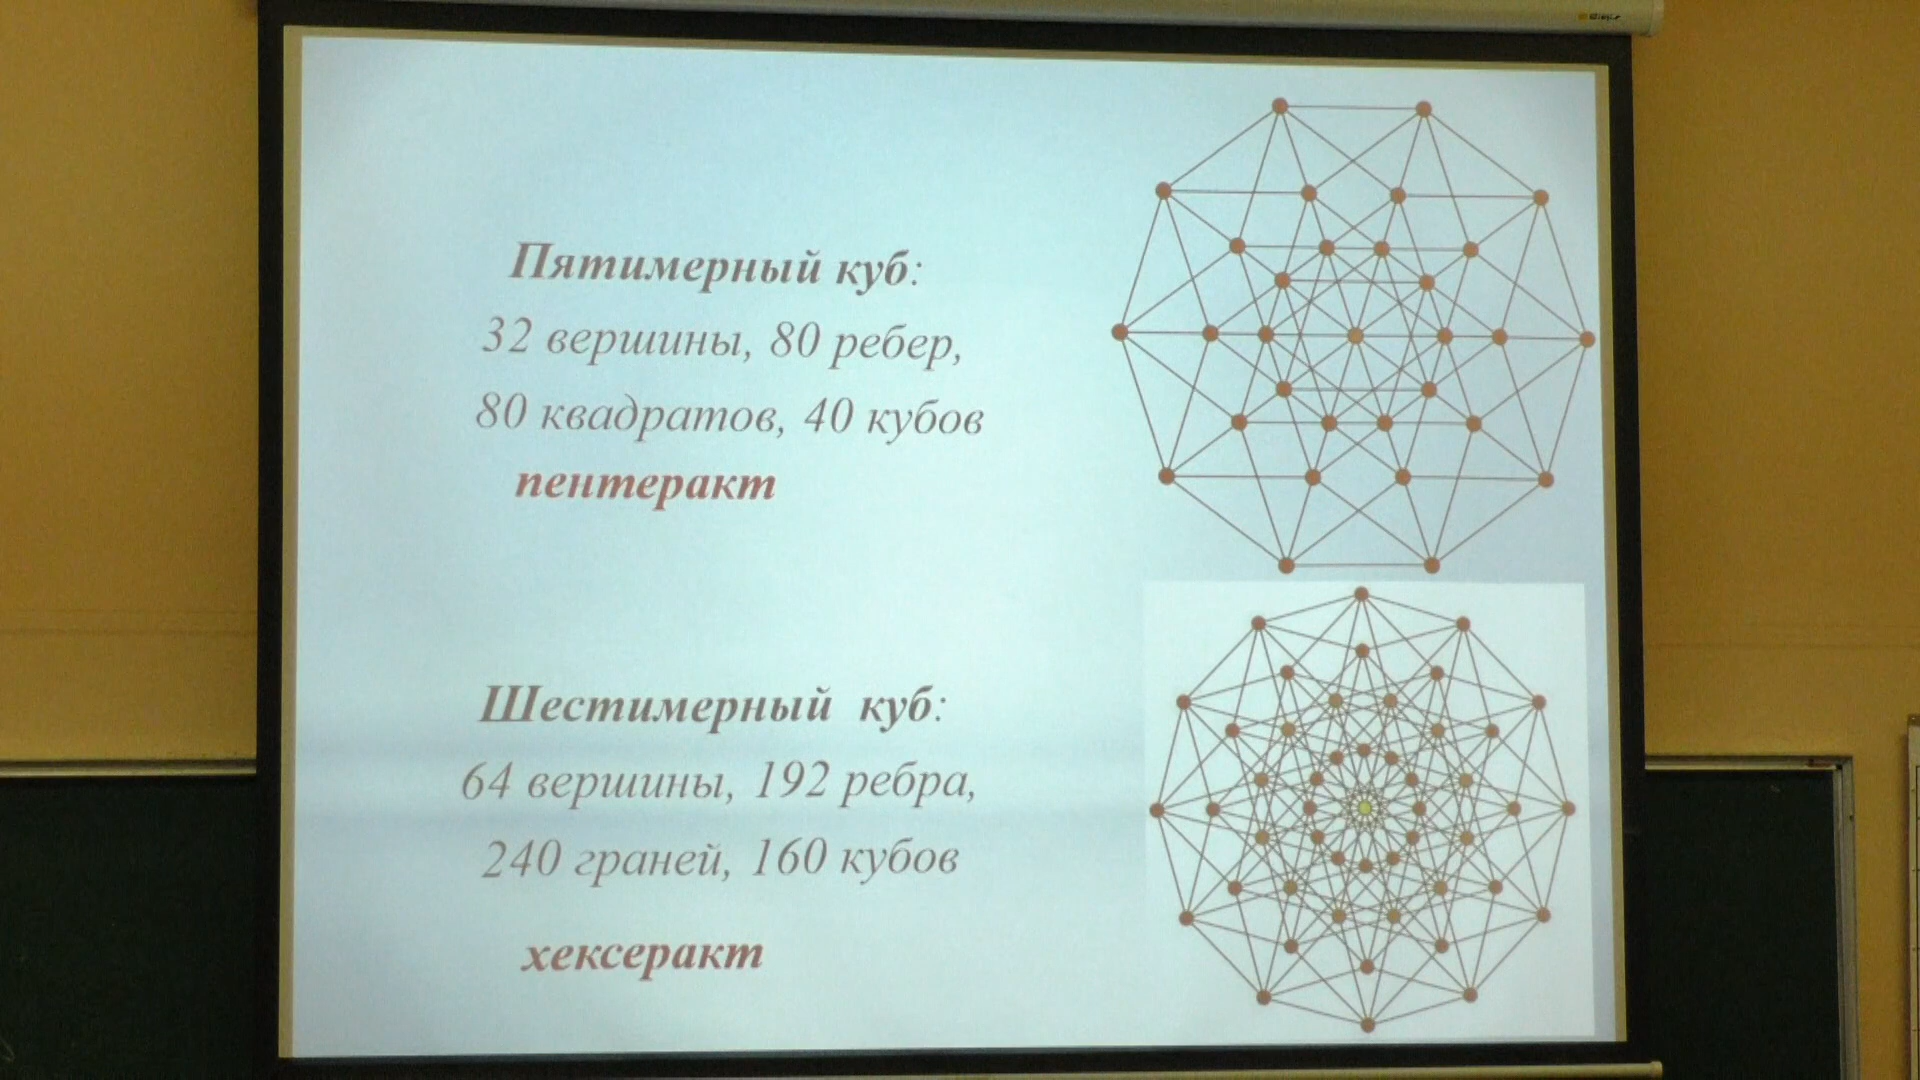 Пятимерный куб:
32 вершины, 80 ребер,
80 квадратов, 40 кубов
пентеракт
Шестимерный куб:
64 вершины, 192 ребра,
240 граней, 160 кубов
хексеракт